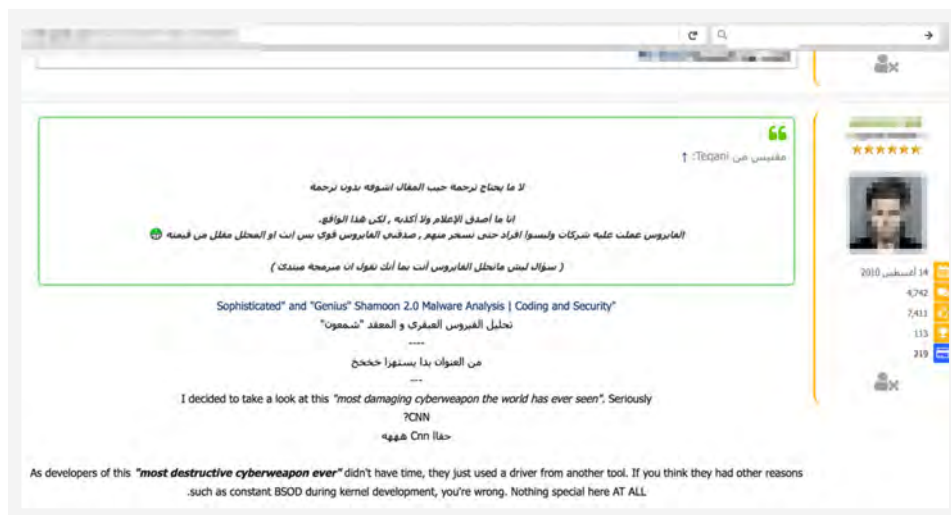 مقتبس من Teqani: ↑
لا ما يحتاج ترجمة جيب المقال اشوفه بدون ترجمة
انا ما أصدق الإعلام ولا أكذبه , لكن هذا الواقع.
الفايروس عملت عليه شركات وليسوا افراد حتى نسخر منهم , صدقني الفايروس قوي بس انت او المحلل مقلل من قيمته
( سؤال ليش ماتحلل الفايروس أنت بما أنك تقول ان مبرمجه مبتدئ )
Sophisticated" and "Genius" Shamoon 2.0 Malware Analysis | Coding and Security"
تحليل الفيروس العبقري و المعقد "شمعون"
----
من العنوان بدا يستهزا خخخخ
---
I decided to take a look at this "most damaging cyberweapon the world has ever seen". Seriously
?CNN
حقاا Cnn هههه
As developers of this "most destructive cyberweapon ever" didn't have time, they just used a driver from another tool. If you think they had other reasons
.such as constant BSOD during kernel development, you're wrong. Nothing special here AT ALL
14 أغسطس 2010
4,742
7,411
113
319